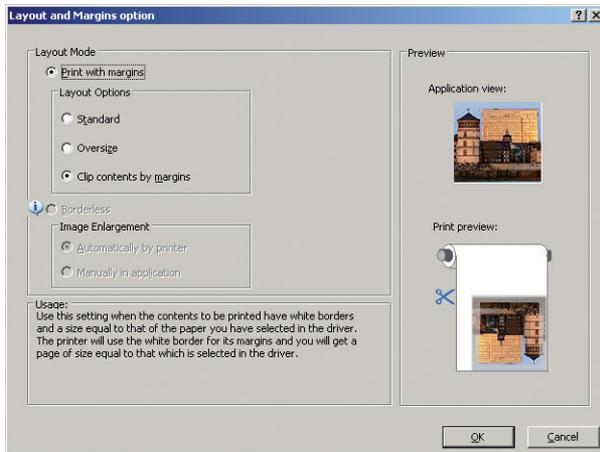 Layout and Margins option
Layout Mode
Print with margins
Layout Options
Standard
Oversize
Clip contents by margins
Borderless
Image Enlargement
Automatically by printer
Manually in application
Usage:
Use this setting when the contents to be printed have white borders
and a size equal to that of the paper you have selected in the driver.
The printer will use the white border for its margins and you will get a
page of size equal to that which is selected in the driver.
Preview
Application view:
Print preview:
OK
Cancel